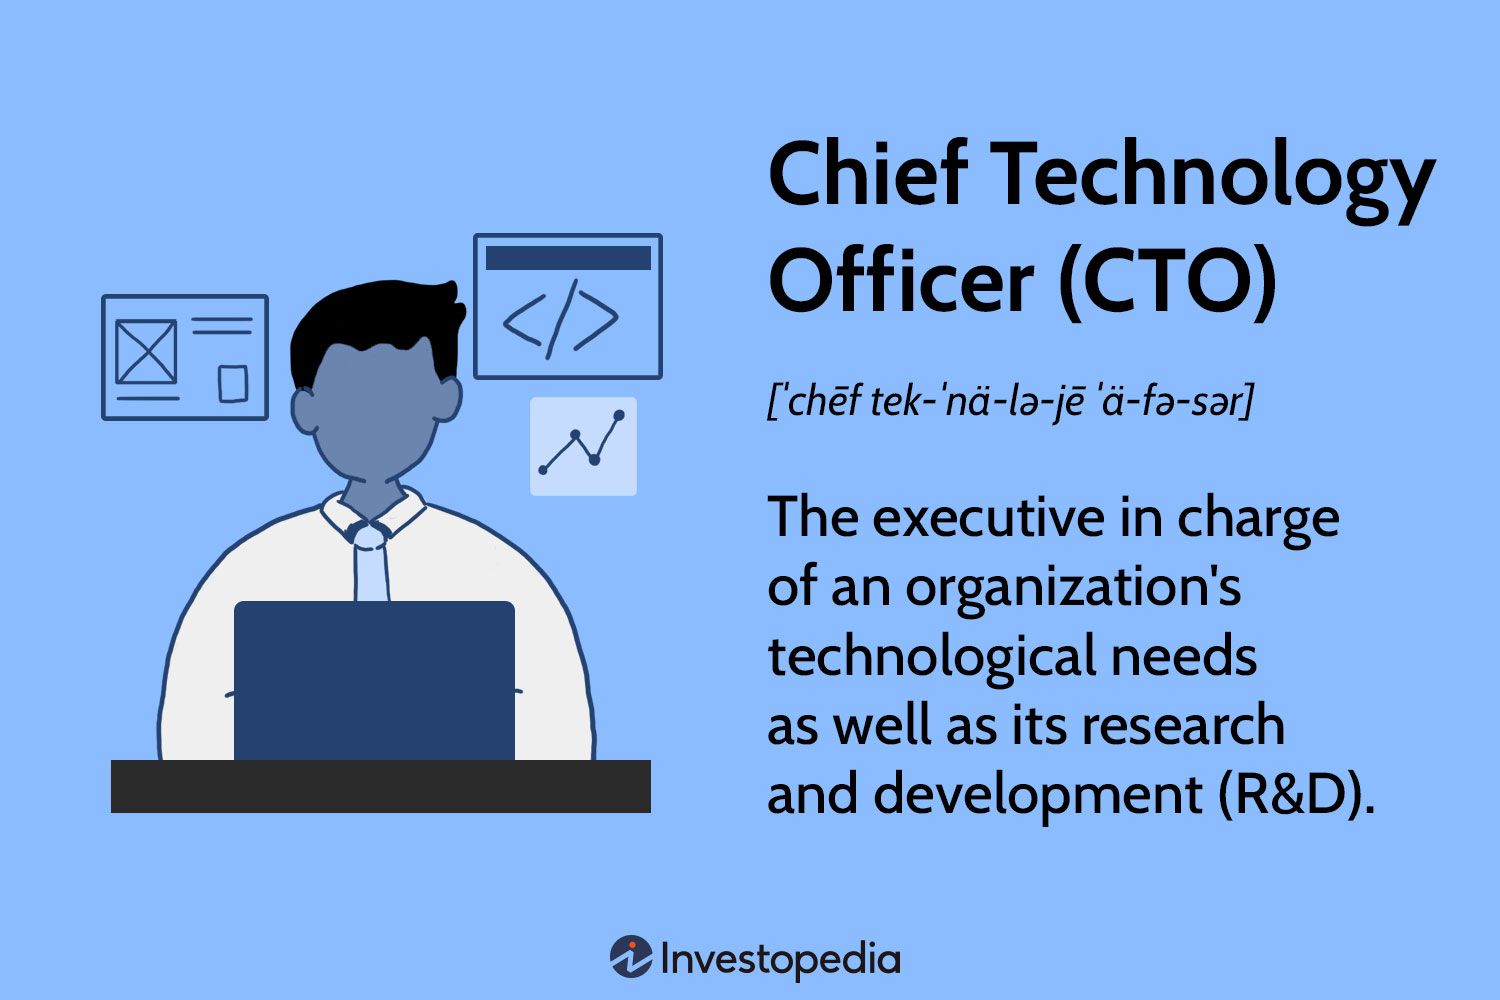 Chief Technology
Officer (CTO)
[ˈchēf tek-ˈnä-lə-jē ˈä-fə-sər]
The executive in charge
of an organization's
technological needs
as well as its research
and development (R&D).
</>
Investopedia